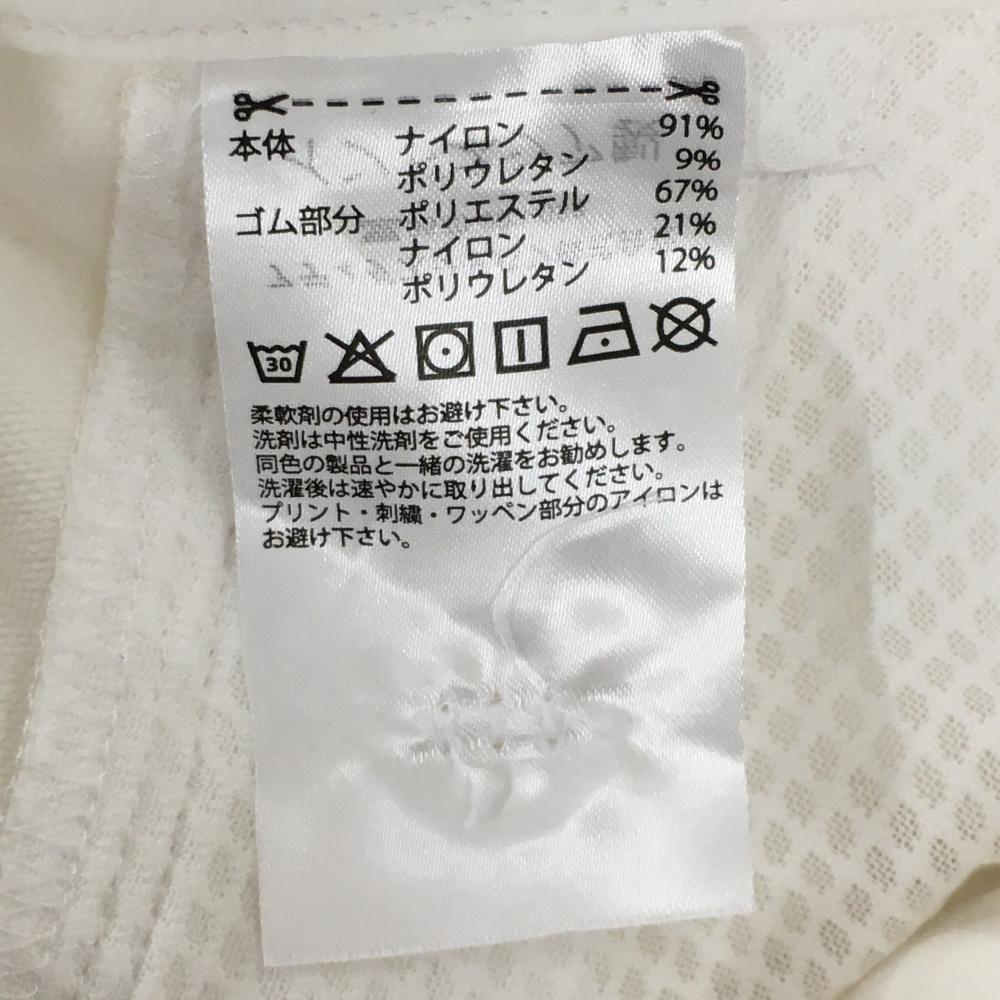 本体 ナイロン 91%
ポリウレタン 9%
ゴム部分 ポリエステル 67%
ナイロン 21%
ポリウレタン 12%
30
柔軟剤の使用はお避け下さい。
洗剤は中性洗剤をご使用ください。
同色の製品と一緒の洗濯をお勧めします。
洗濯後は速やかに取り出してください。
プリント・刺繍・ワッペン部分のアイロンは
お避け下さい。